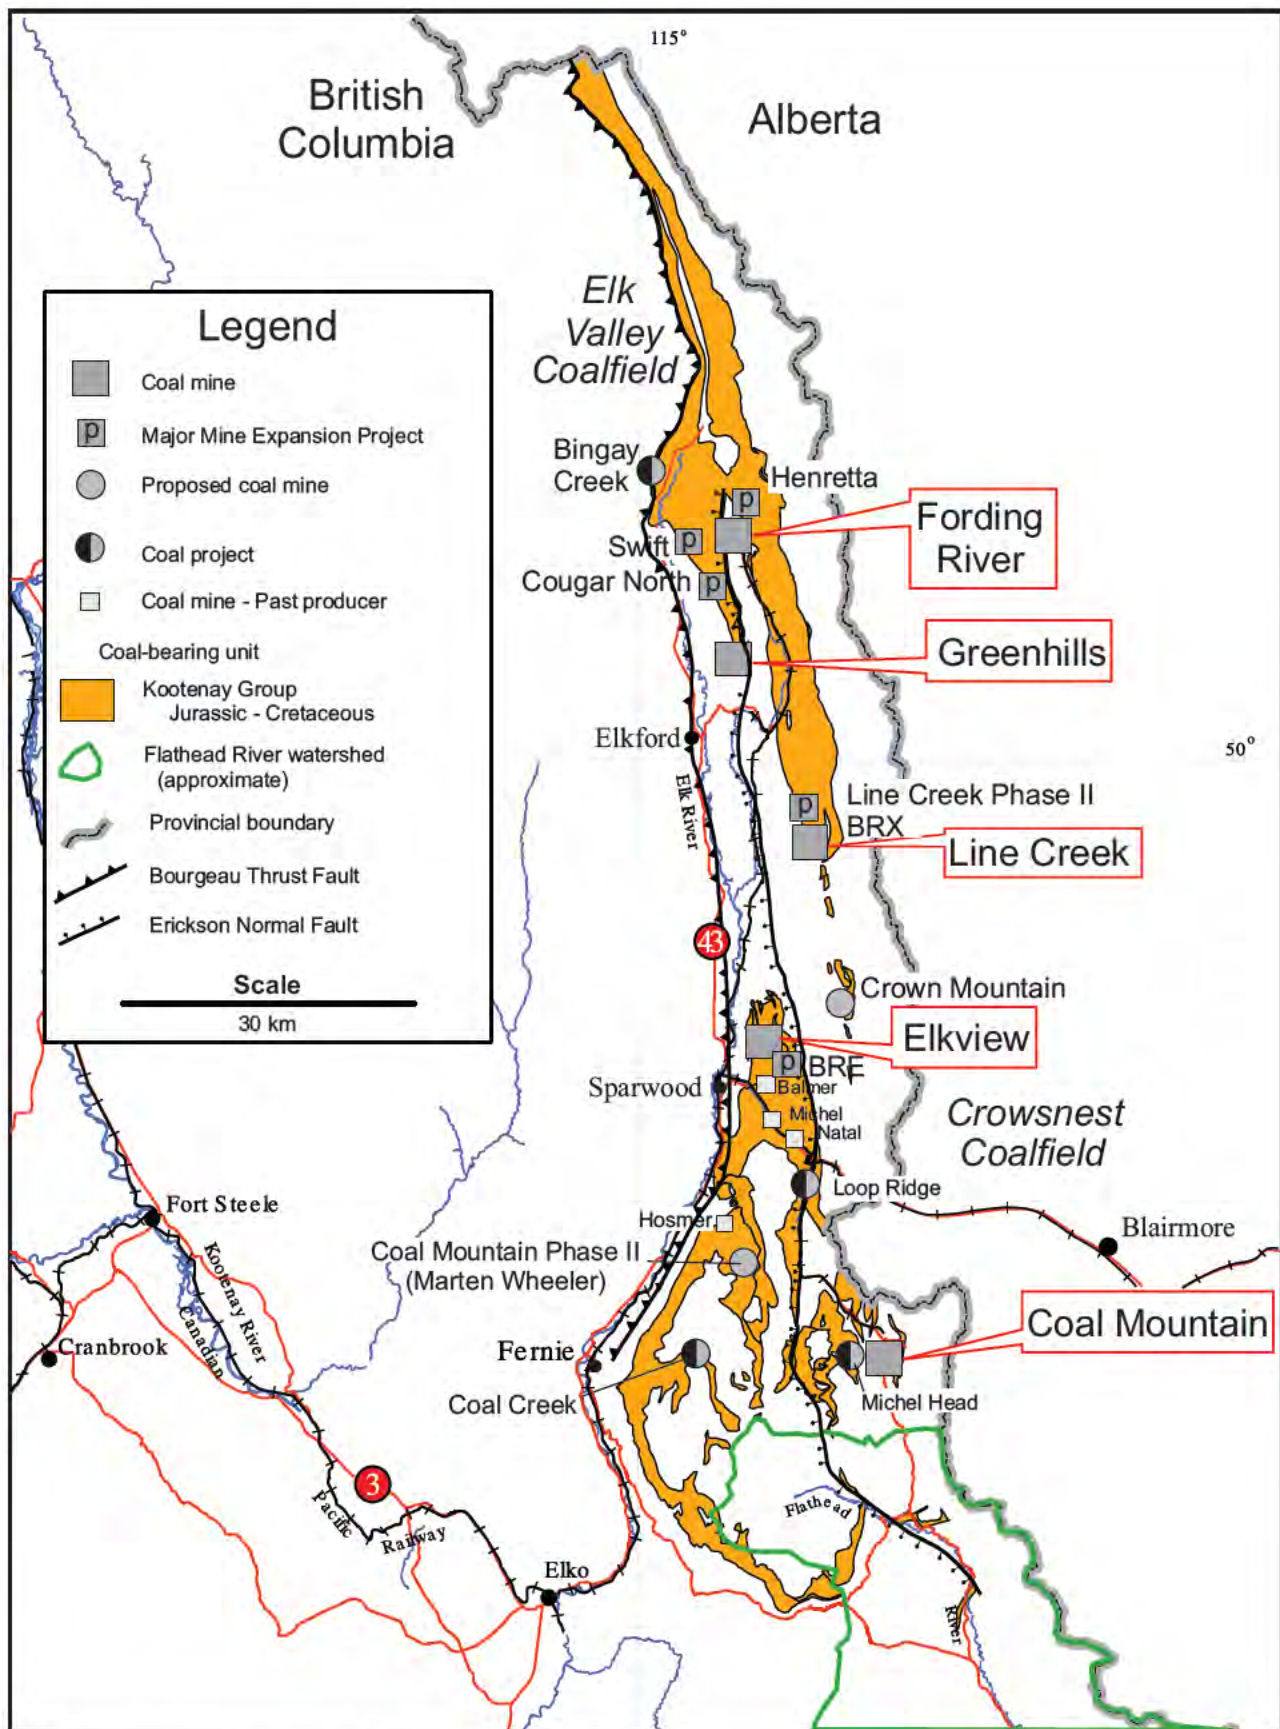 115°
British
Columbia
Alberta
Elk
Valley
Coalfield
Legend
Coal mine
p
Major Mine Expansion Project
Proposed coal mine
Coal project
Coal mine - Past producer
Coal-bearing unit
Kootenay Group
Jurassic - Cretaceous
Flathead River watershed
(approximate)
Provincial boundary
Bourgeau Thrust Fault
Erickson Normal Fault
Scale
30 km
Bingay
Creek
Henretta
p
Fording
River
Swift
p
Cougar North
p
Greenhills
Elkford
50°
Elk River
p
Line Creek Phase II
BRX
Line Creek
43
Crown Mountain
Elkview
p
BRE
Sparwood
Balmer
Michel
Natal
Crowsnest
Coalfield
Loop Ridge
Fort Steele
Hosmer
Blairmore
Coal Mountain Phase II
(Marten Wheeler)
Kootenay River
Canadian
Coal Mountain
Cranbrook
Fernie
Coal Creek
Michel Head
3
Pacific
Railway
Flathead
River
Elko